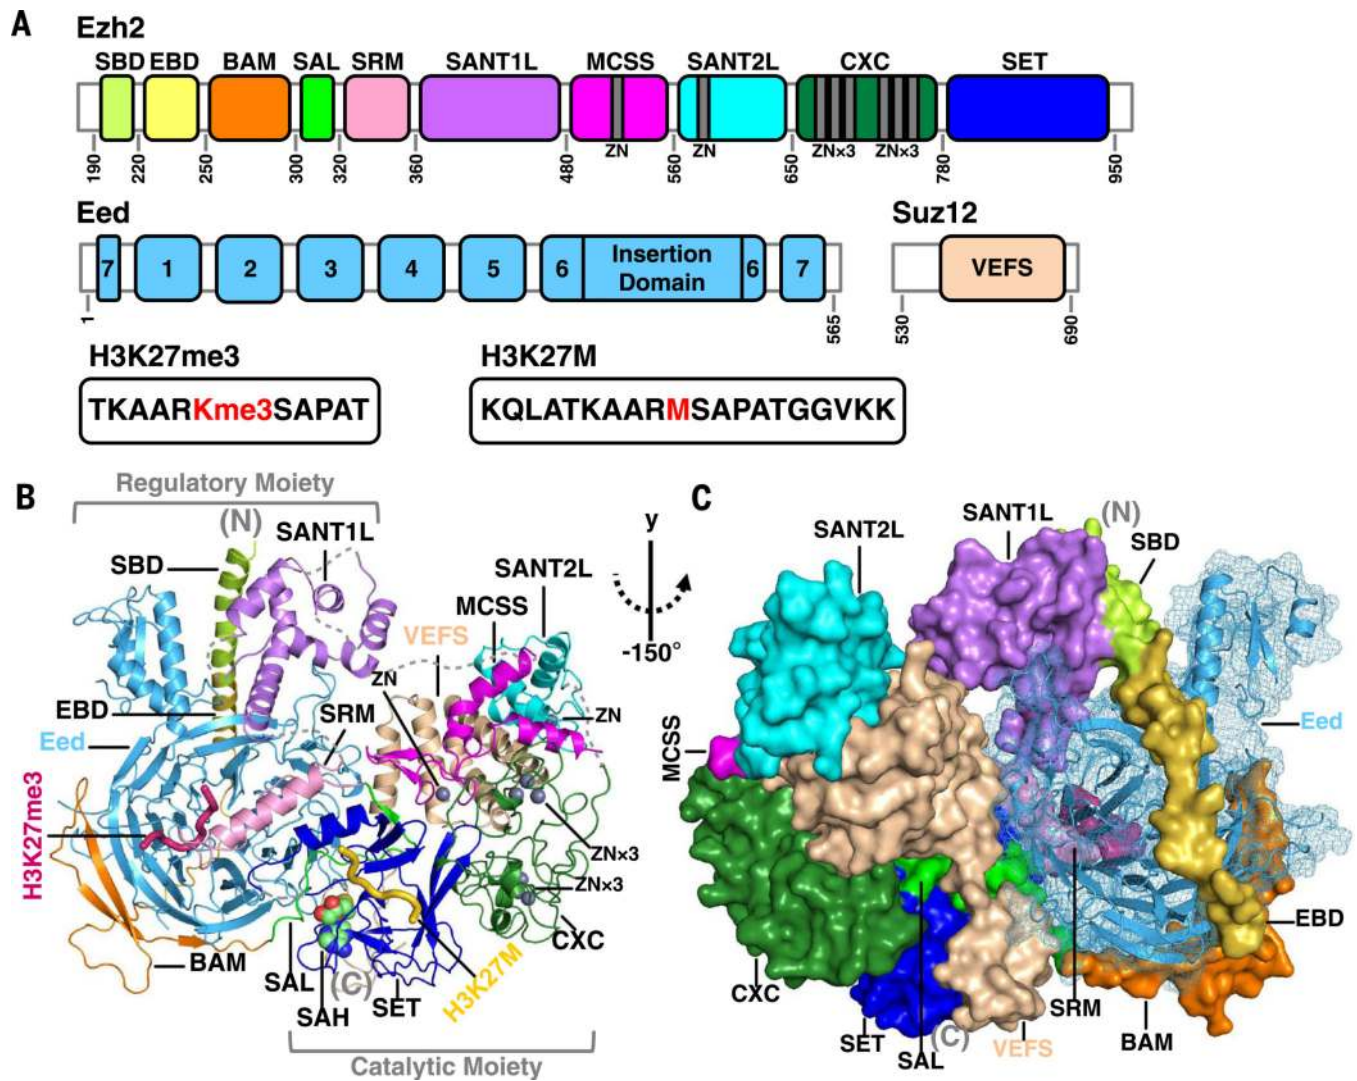 A
Ezh2
SBD EBD BAM SAL SRM SANT1L MCSS SANT2L CXC SET
ZN ZN ZN×3 ZN×3
190 220 250 300 320 360 480 560 650 780 950
Eed
7 1 2 3 4 5 6 Insertion Domain 6 7
1 565
Suz12
VEFS
530 690
H3K27me3
TKAARKme3SAPAT
H3K27M
KQLATKAARMSAPATGGVKK
B
Regulatory Moiety
(N)
SANT1L
SBD
SANT2L
MCSS
VEFS
ZN
ZN
EBD
SRM
Eed
H3K27me3
ZN×3
ZN×3
CXC
BAM
SAL
(C)
SET
SAH
H3K27M
Catalytic Moiety
y
-150°
C
SANT2L
SANT1L
(N)
SBD
MCSS
Eed
EBD
CXC
SRM
SET
SAL
(C)
VEFS
BAM